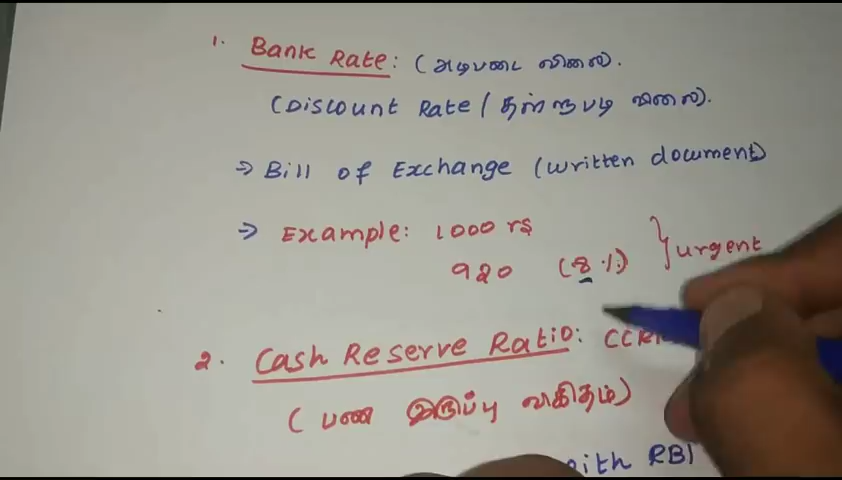 1. Bank Rate: (அடிபடை விலை).
(Discount Rate / தள்ளுபடி விலை).
→ Bill of Exchange (written document)
→ Example: 1000 rs
920 (8%) } urgent
2. Cash Reserve Ratio:
(பண இருப்பு வகிதம்)
with RBI